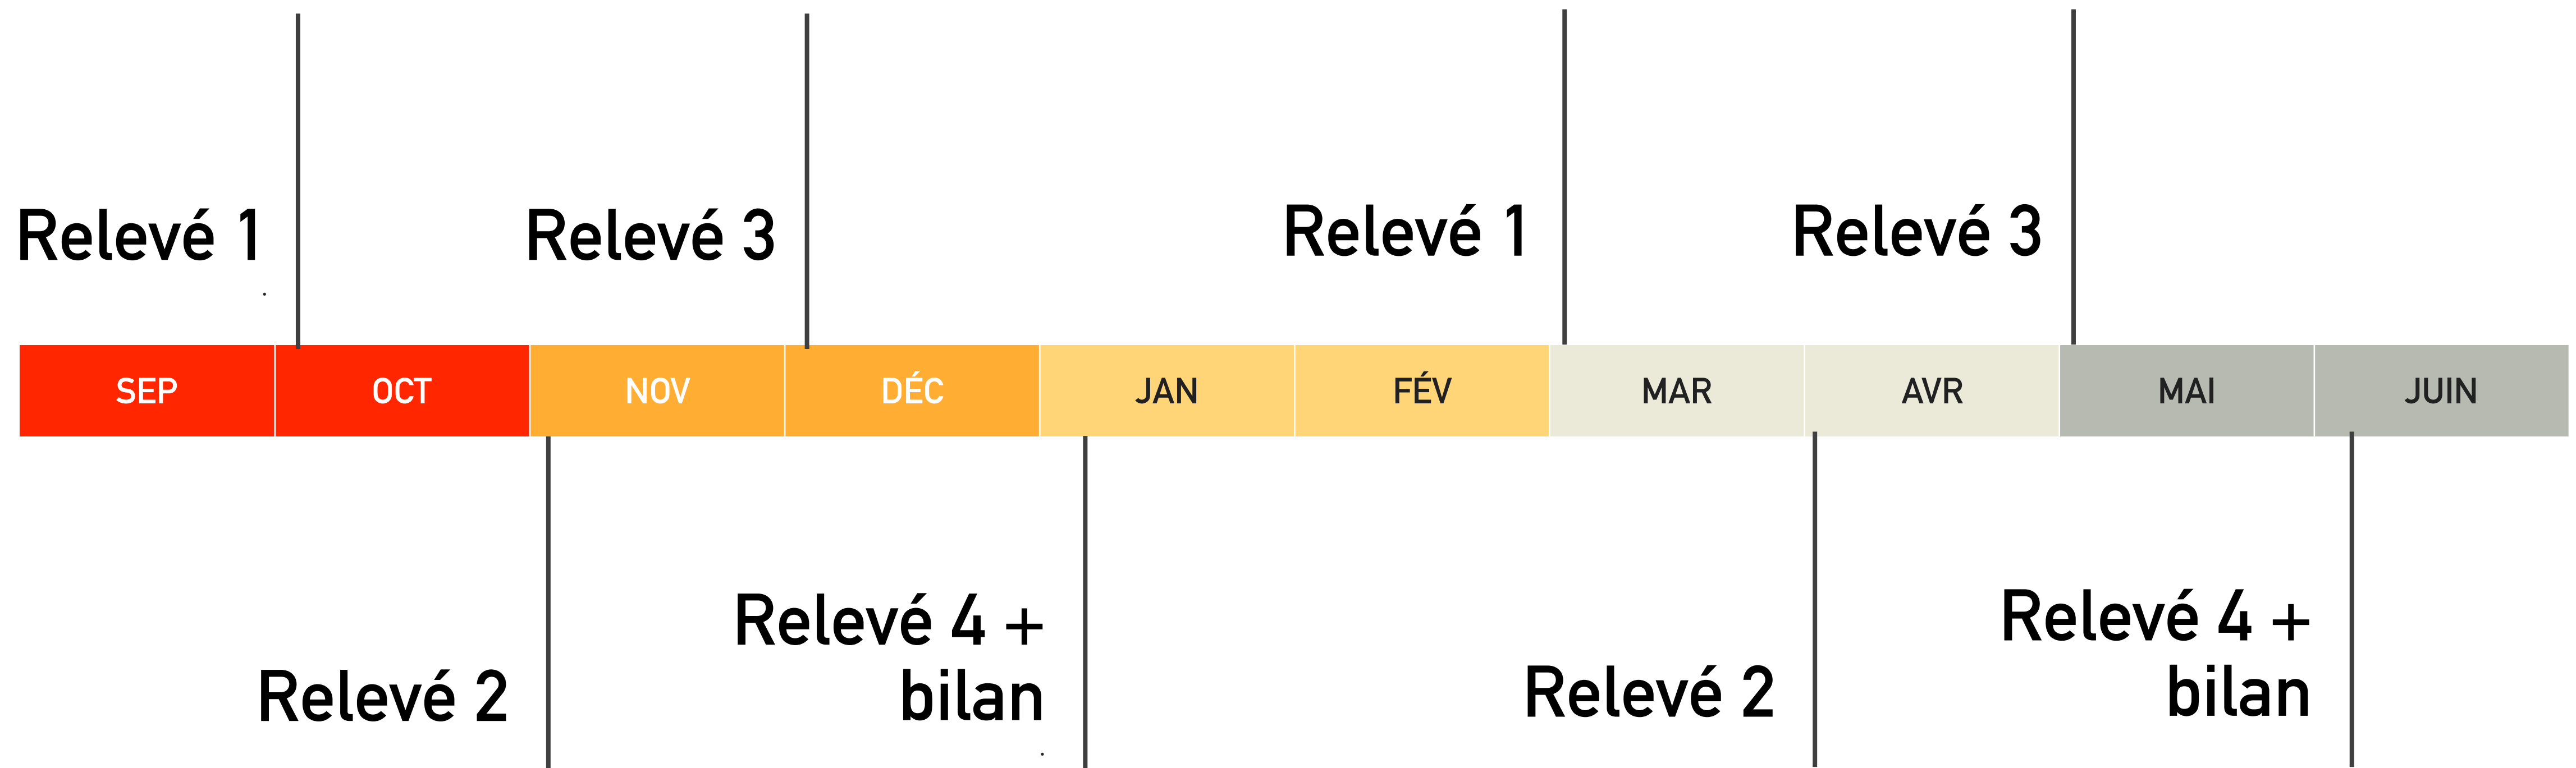 Relevé 1
Relevé 3
Relevé 1
Relevé 3
SEP
OCT
NOV
DÉC
JAN
FÉV
MAR
AVR
MAI
JUIN
Relevé 2
Relevé 4 +
bilan
Relevé 2
Relevé 4 +
bilan